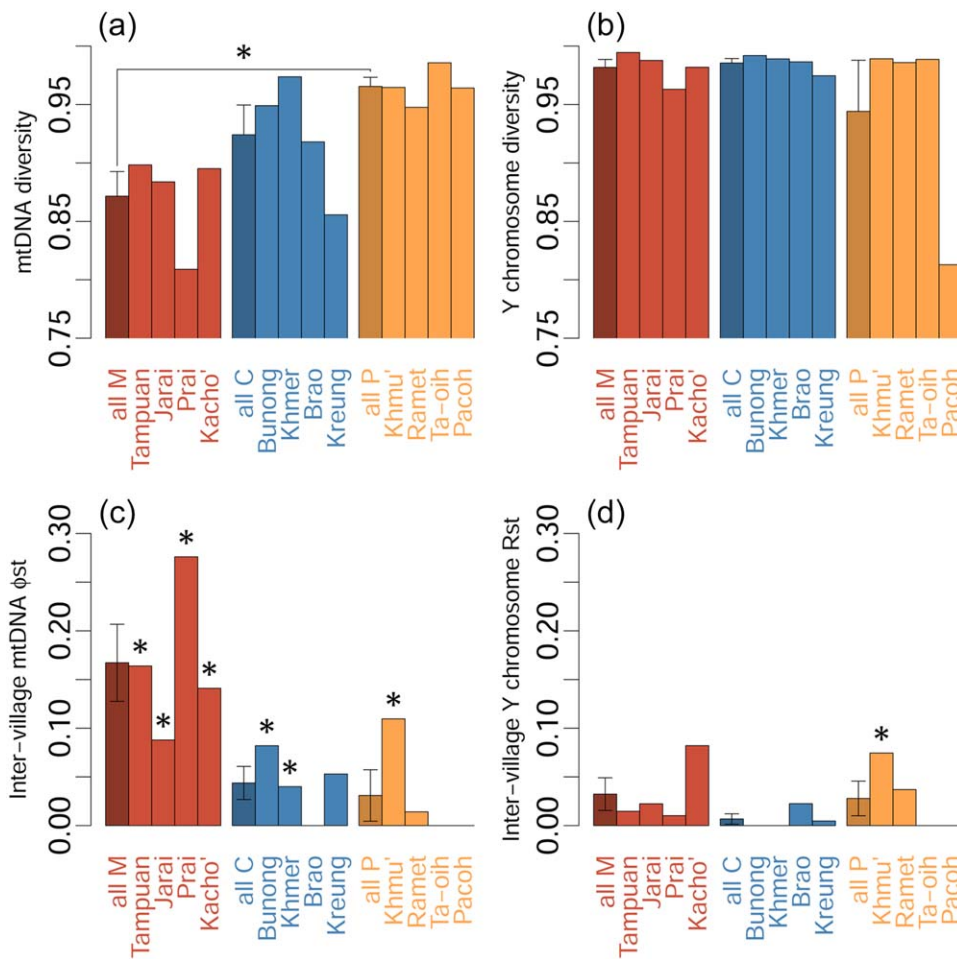 (a)
*
mtDNA diversity
0.75 0.85 0.95
all M
Tampuan
Jarai
Prai
Kacho'
all C
Bunong
Khmer
Brao
Kreung
all P
Khmu'
Ramet
Ta-oih
Pacoh
(b)
Y chromosome diversity
0.75 0.85 0.95
all M
Tampuan
Jarai
Prai
Kacho'
all C
Bunong
Khmer
Brao
Kreung
all P
Khmu'
Ramet
Ta-oih
Pacoh
(c)
Inter-village mtDNA ϕst
0.00 0.10 0.20 0.30
* * * * * * *
all M
Tampuan
Jarai
Prai
Kacho'
all C
Bunong
Khmer
Brao
Kreung
all P
Khmu'
Ramet
Ta-oih
Pacoh
(d)
Inter-village Y chromosome Rst
0.00 0.10 0.20 0.30
*
all M
Tampuan
Jarai
Prai
Kacho'
all C
Bunong
Khmer
Brao
Kreung
all P
Khmu'
Ramet
Ta-oih
Pacoh